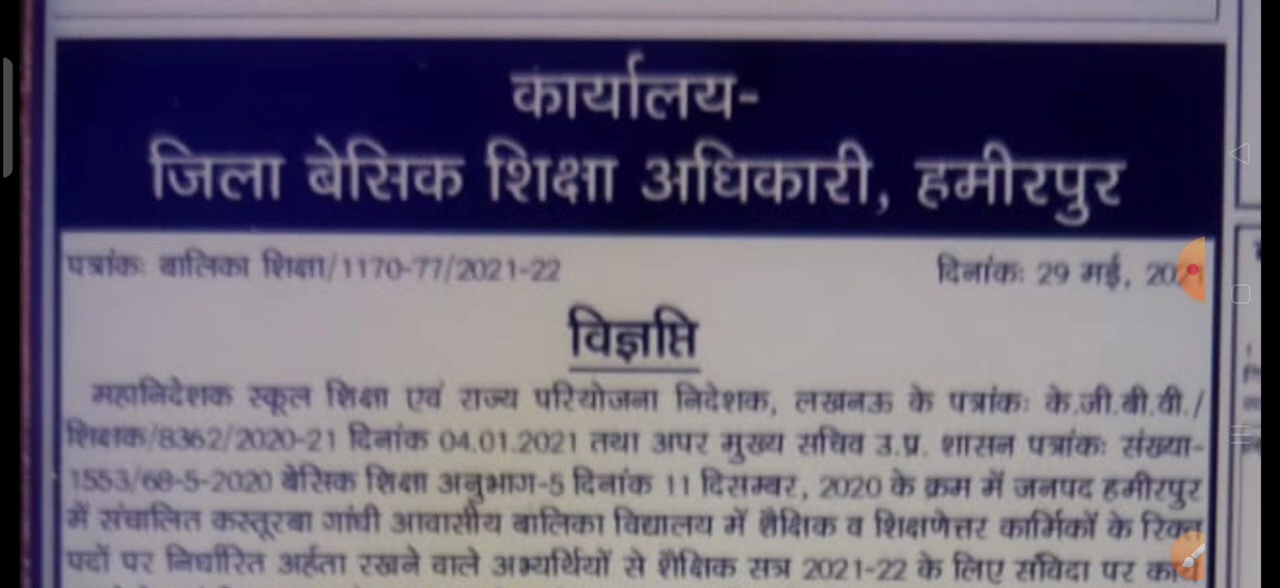 कार्यालय-
जिला बेसिक शिक्षा अधिकारी, हमीरपुर
पत्रांकः बालिका शिक्षा/1170-77/2021-22 दिनांकः 29 मई, 2021
विज्ञप्ति
महानिदेशक स्कूल शिक्षा एवं राज्य परियोजना निदेशक, लखनऊ के पत्रांकः के.जी.बी.वी./
शिक्षक/8362/2020-21 दिनांक 04.01.2021 तथा अपर मुख्य सचिव उ.प्र. शासन पत्रांकः संख्या-
1553/68-5-2020 बेसिक शिक्षा अनुभाग-5 दिनांक 11 दिसम्बर, 2020 के क्रम में जनपद हमीरपुर
में संचालित कस्तूरबा गांधी आवासीय बालिका विद्यालय में शैक्षिक व शिक्षणेत्तर कार्मिकों के रिक्त
पदों पर निर्धारित अर्हता रखने वाले अभ्यर्थियों से शैक्षिक सत्र 2021-22 के लिए संविदा पर